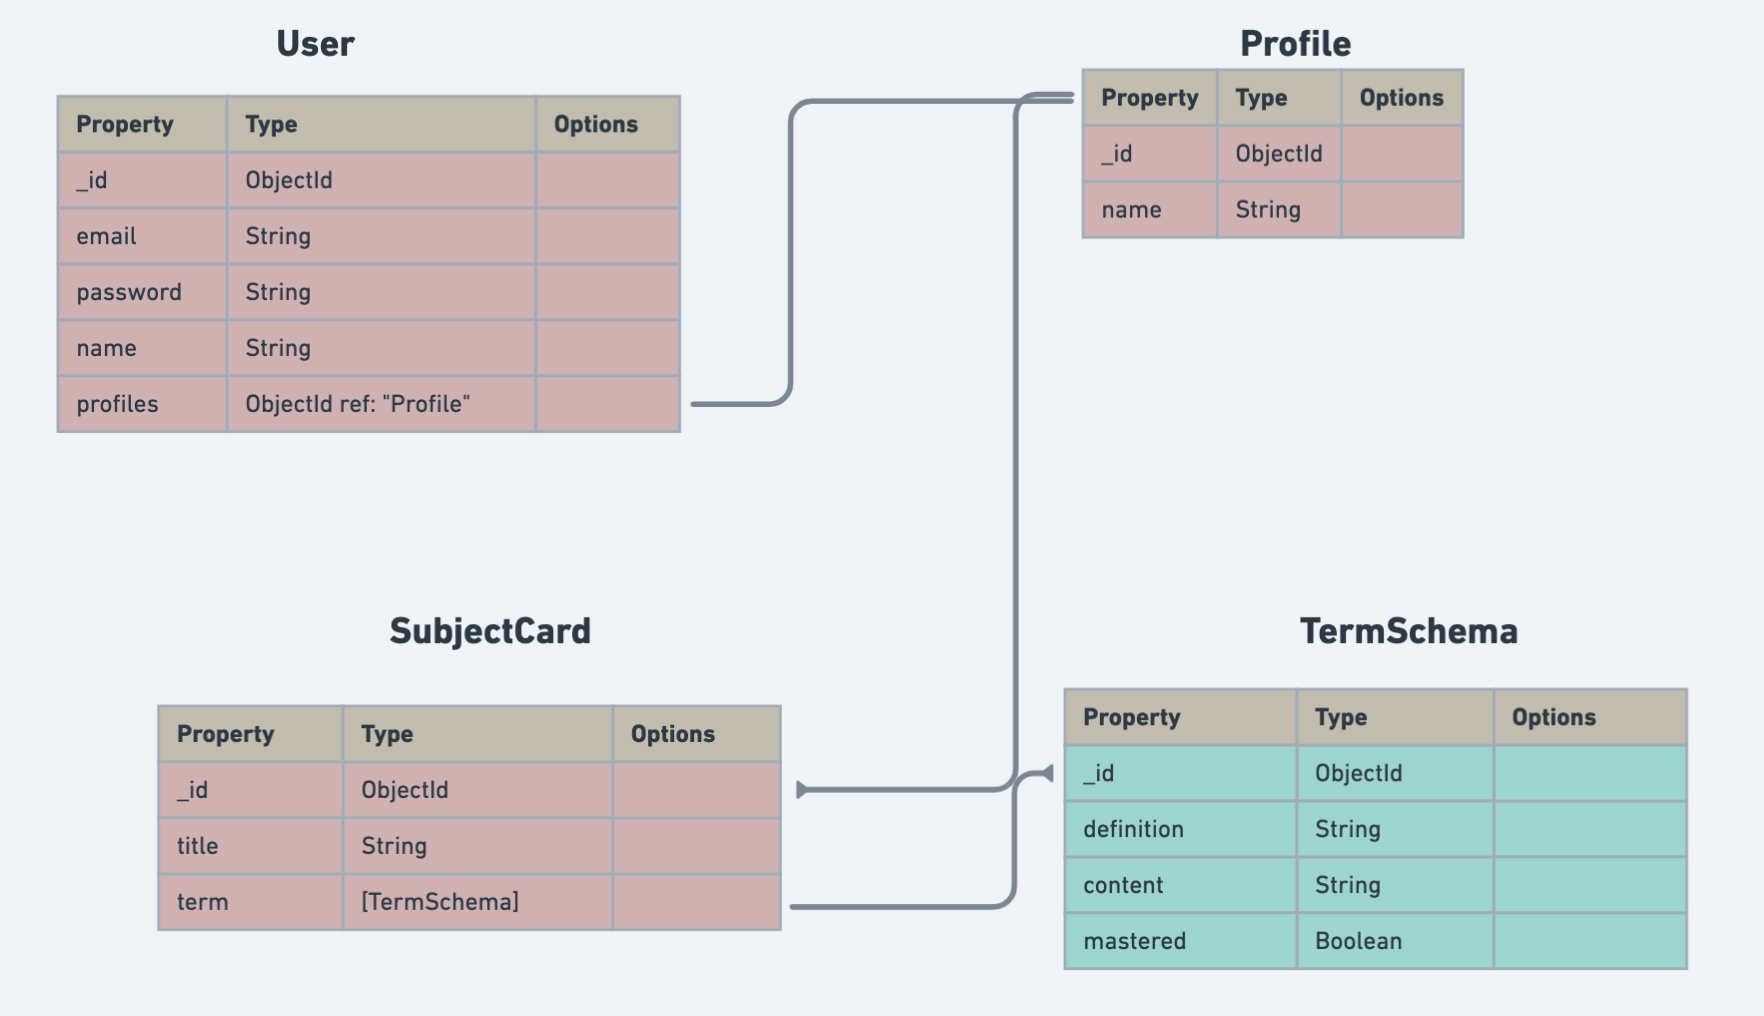 User
Property Type Options
_id ObjectId
email String
password String
name String
profiles ObjectId ref: "Profile"
Profile
Property Type Options
_id ObjectId
name String
SubjectCard
Property Type Options
_id ObjectId
title String
term [TermSchema]
TermSchema
Property Type Options
_id ObjectId
definition String
content String
mastered Boolean